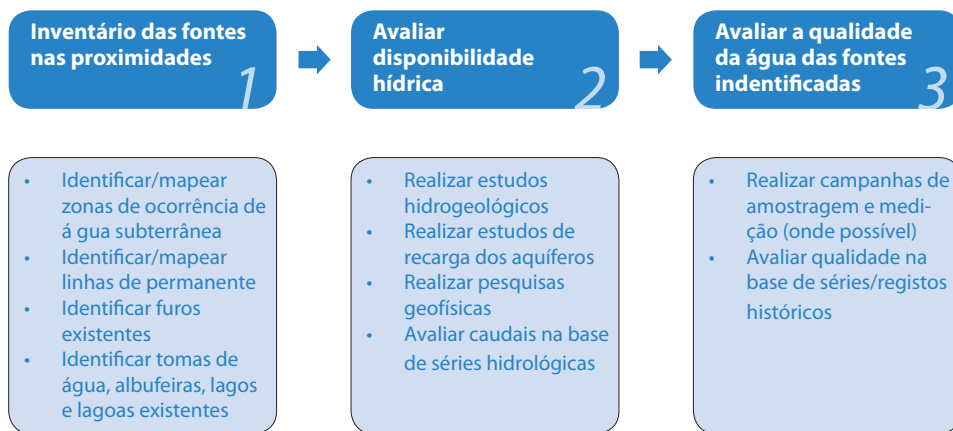 Inventário das fontes
nas proximidades
1
Avaliar
disponibilidade
hídrica
2
Avaliar a qualidade
da água das fontes
indentificadas
3
• Identificar/mapear
zonas de ocorrência de
á gua subterrânea
• Identificar/mapear
linhas de permanente
• Identificar furos
existentes
• Identificar tomas de
água, albufeiras, lagos
e lagoas existentes
• Realizar estudos
hidrogeológicos
• Realizar estudos de
recarga dos aquíferos
• Realizar pesquisas
geofísicas
• Avaliar caudais na base
de séries hidrológicas
• Realizar campanhas de
amostragem e medi-
ção (onde possível)
• Avaliar qualidade na
base de séries/registos
históricos